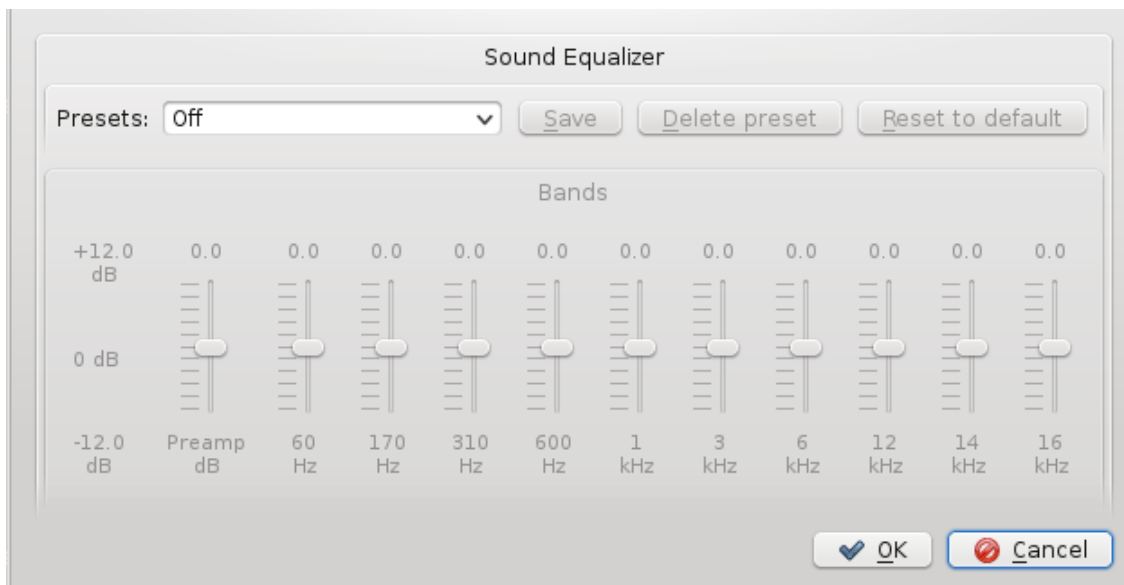 Sound Equalizer
Presets: Off Save Delete preset Reset to default
Bands
+12.0 0.0 0.0 0.0 0.0 0.0 0.0 0.0 0.0 0.0 0.0 0.0
dB
0 dB
-12.0 Preamp 60 170 310 600 1 3 6 12 14 16
dB dB Hz Hz Hz Hz kHz kHz kHz kHz kHz kHz
OK Cancel